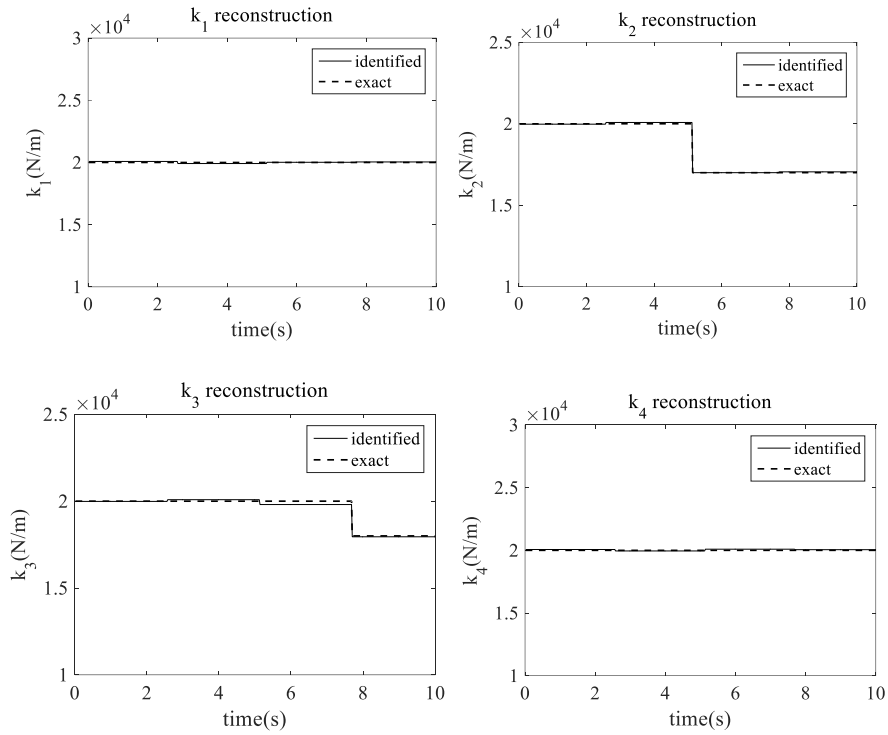 k1 reconstruction
×10^4
3
2.5
2
1.5
1
k1(N/m)
identified
exact
0 2 4 6 8 10
time(s)
k2 reconstruction
×10^4
2.5
2
1.5
1
k2(N/m)
identified
exact
0 2 4 6 8 10
time(s)
k3 reconstruction
×10^4
2.5
2
1.5
1
k3(N/m)
identified
exact
0 2 4 6 8 10
time(s)
k4 reconstruction
×10^4
3
2.5
2
1.5
1
k4(N/m)
identified
exact
0 2 4 6 8 10
time(s)